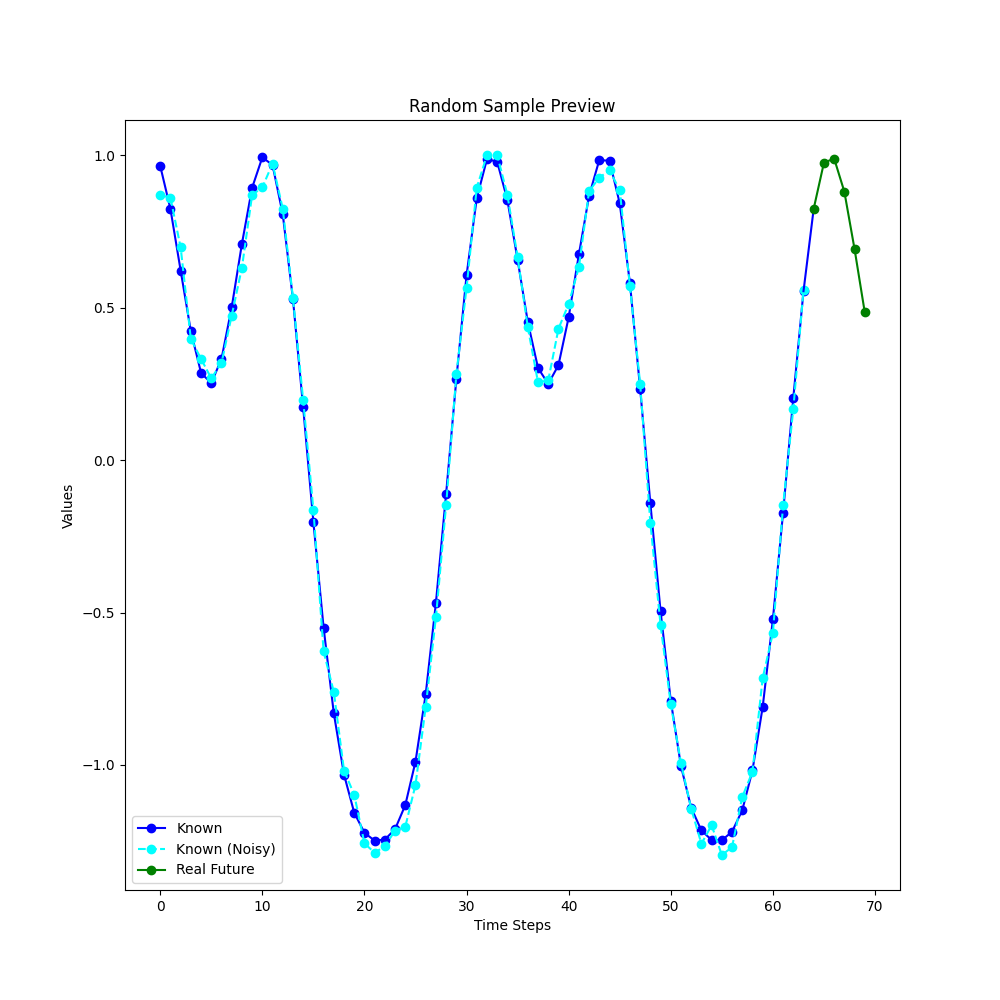 Random Sample Preview
1.0
0.5
0.0
−0.5
−1.0
Values
Known
Known (Noisy)
Real Future
0 10 20 30 40 50 60 70
Time Steps